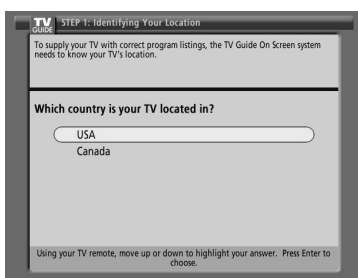 TV
GUIDE
STEP 1: Identifying Your Location
To supply your TV with correct program listings, the TV Guide On Screen system
needs to know your TV's location.
Which country is your TV located in?
USA
Canada
Using your TV remote, move up or down to highlight your answer. Press Enter to
choose.